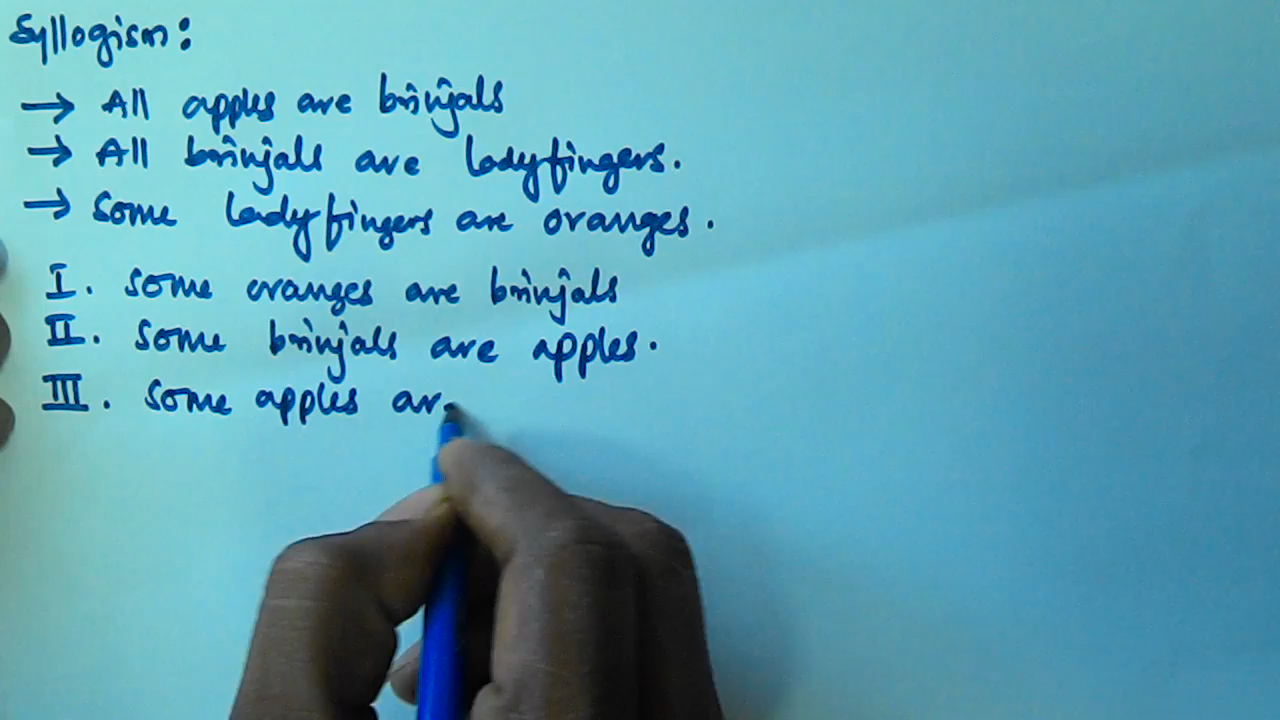 Syllogism:
→ All apples are brinjals
→ All brinjals are ladyfingers.
→ Some ladyfingers are oranges.
I. Some oranges are brinjals
II. Some brinjals are apples.
III. Some apples are